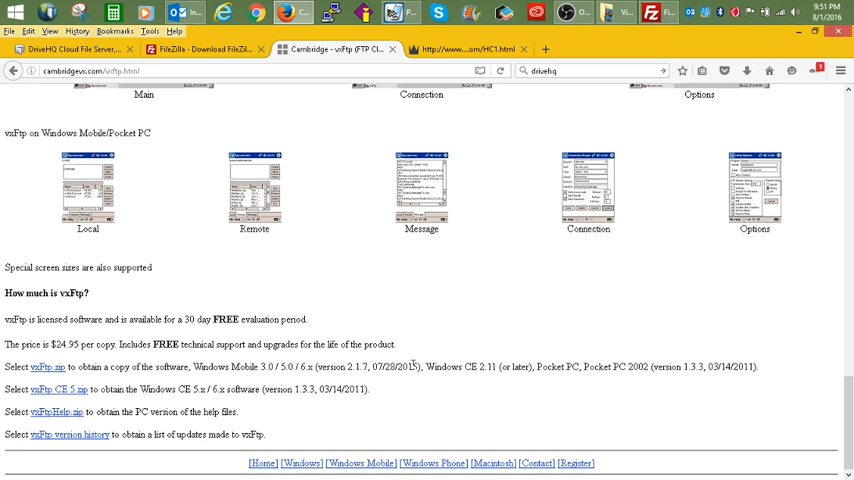 9:51 PM
8/1/2016
File Edit View History Bookmarks Tools Help
DriveHQ Cloud File Server,... FileZilla - Download FileZil... Cambridge - vxFtp (FTP Cl... http://www....om/HC1.html
cambridgevx.com/vxftp.html drivehq
Main Connection Options
vxFtp on Windows Mobile/Pocket PC
Local Remote Message Connection Options
Special screen sizes are also supported
How much is vxFtp?
vxFtp is licensed software and is available for a 30 day FREE evaluation period.
The price is $24.95 per copy. Includes FREE technical support and upgrades for the life of the product.
Select vxFtp.zip to obtain a copy of the software, Windows Mobile 3.0 / 5.0 / 6.x (version 2.1.7, 07/28/2015), Windows CE 2.11 (or later), Pocket PC, Pocket PC 2002 (version 1.3.3, 03/14/2011).
Select vxFtp CE 5.zip to obtain the Windows CE 5.x / 6.x software (version 1.3.3, 03/14/2011).
Select vxFtpHelp.zip to obtain the PC version of the help files.
Select vxFtp version history to obtain a list of updates made to vxFtp.
[Home] [Windows] [Windows Mobile] [Windows Phone] [Macintosh] [Contact] [Register]